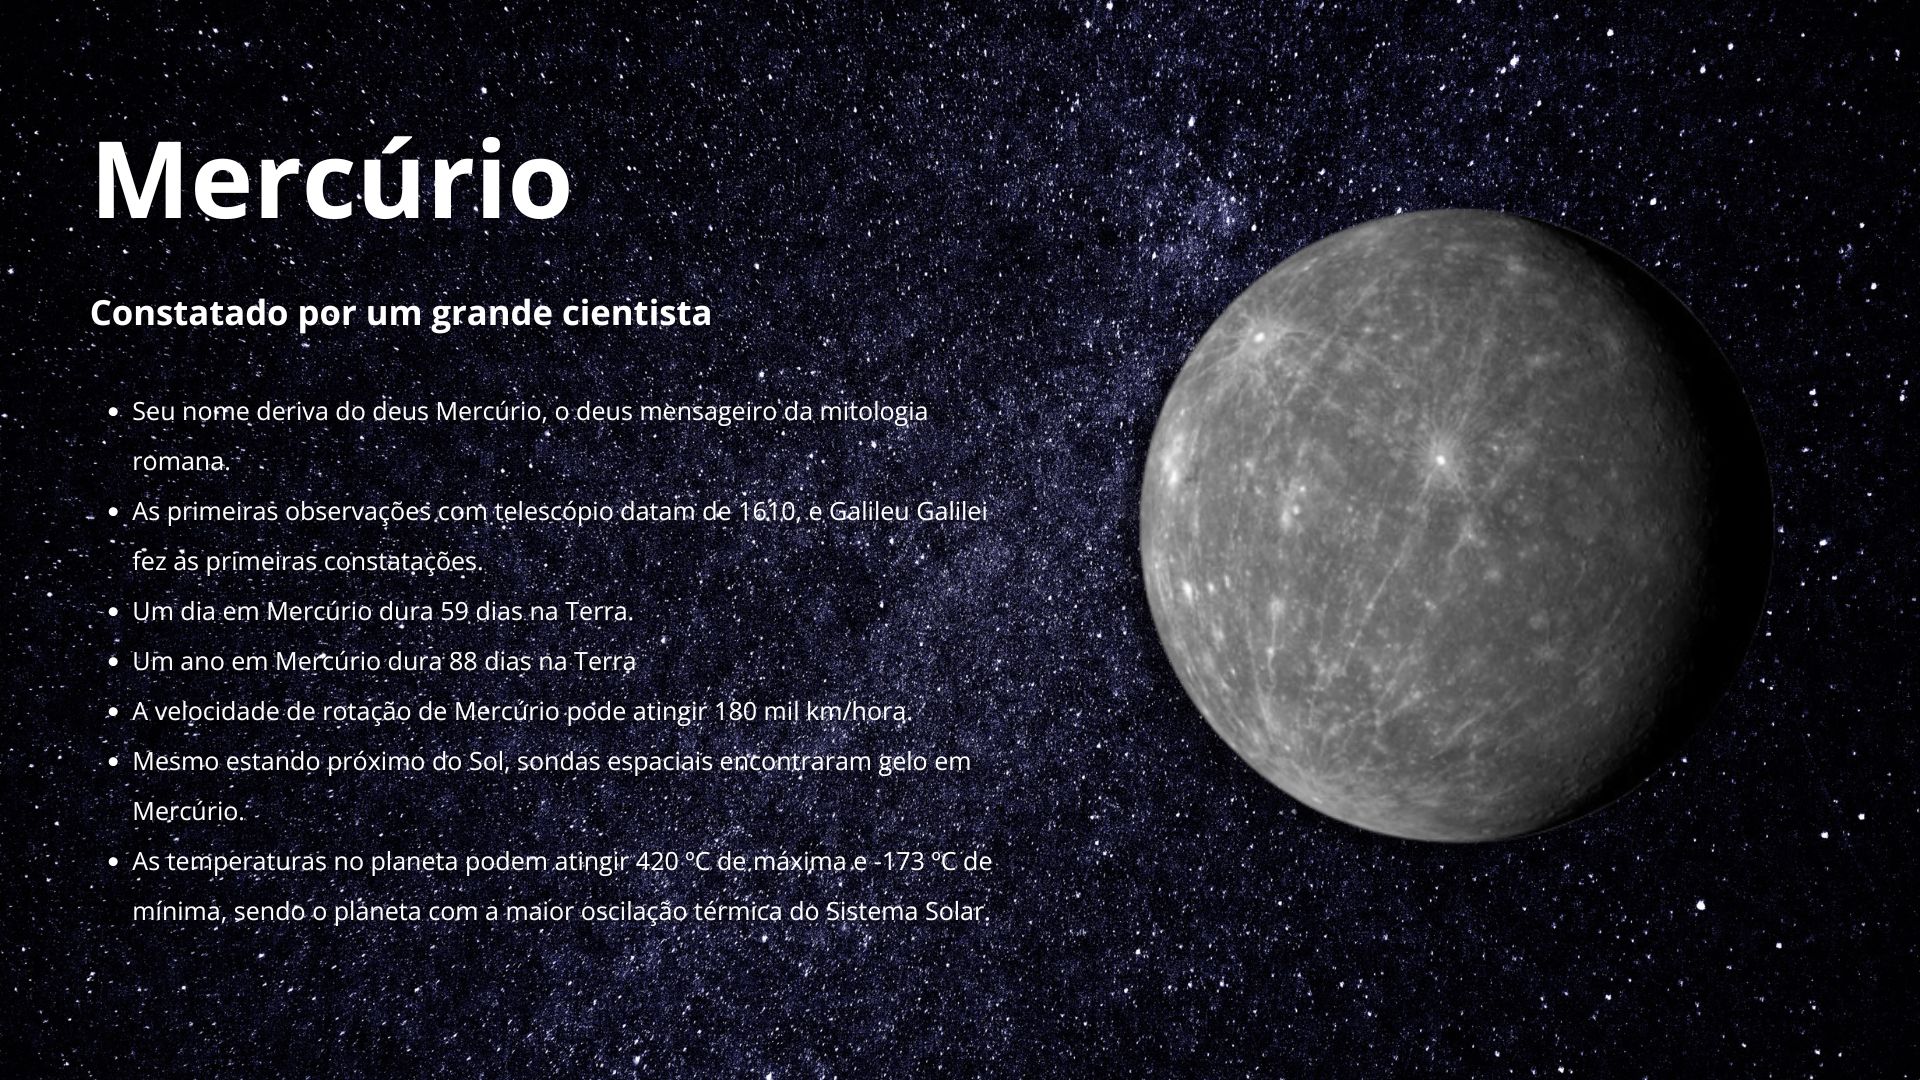 Mercúrio
Constatado por um grande cientista
• Seu nome deriva do deus Mercúrio, o deus mensageiro da mitologia
romana.
• As primeiras observações com telescópio datam de 1610, e Galileu Galilei
fez as primeiras constatações.
• Um dia em Mercúrio dura 59 dias na Terra.
• Um ano em Mercúrio dura 88 dias na Terra
• A velocidade de rotação de Mercúrio pode atingir 180 mil km/hora.
• Mesmo estando próximo do Sol, sondas espaciais encontraram gelo em
Mercúrio.
• As temperaturas no planeta podem atingir 420 ºC de máxima e -173 ºC de
mínima, sendo o planeta com a maior oscilação térmica do Sistema Solar.